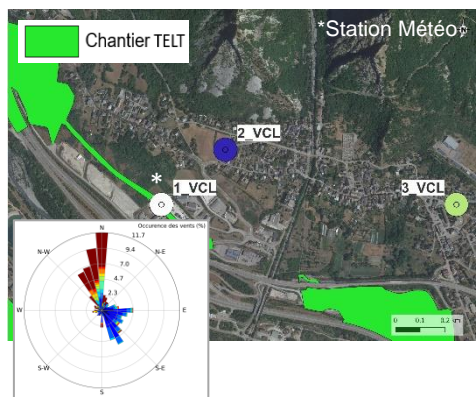 Chantier TELT
*Station Météo
N
2_VCL
*
1_VCL
3_VCL
Occurence des vents (%)
N
11.7
9.4
7.0
4.7
2.3
N-W
N-E
W
E
S-W
S-E
S
0 0.1 0.2 km